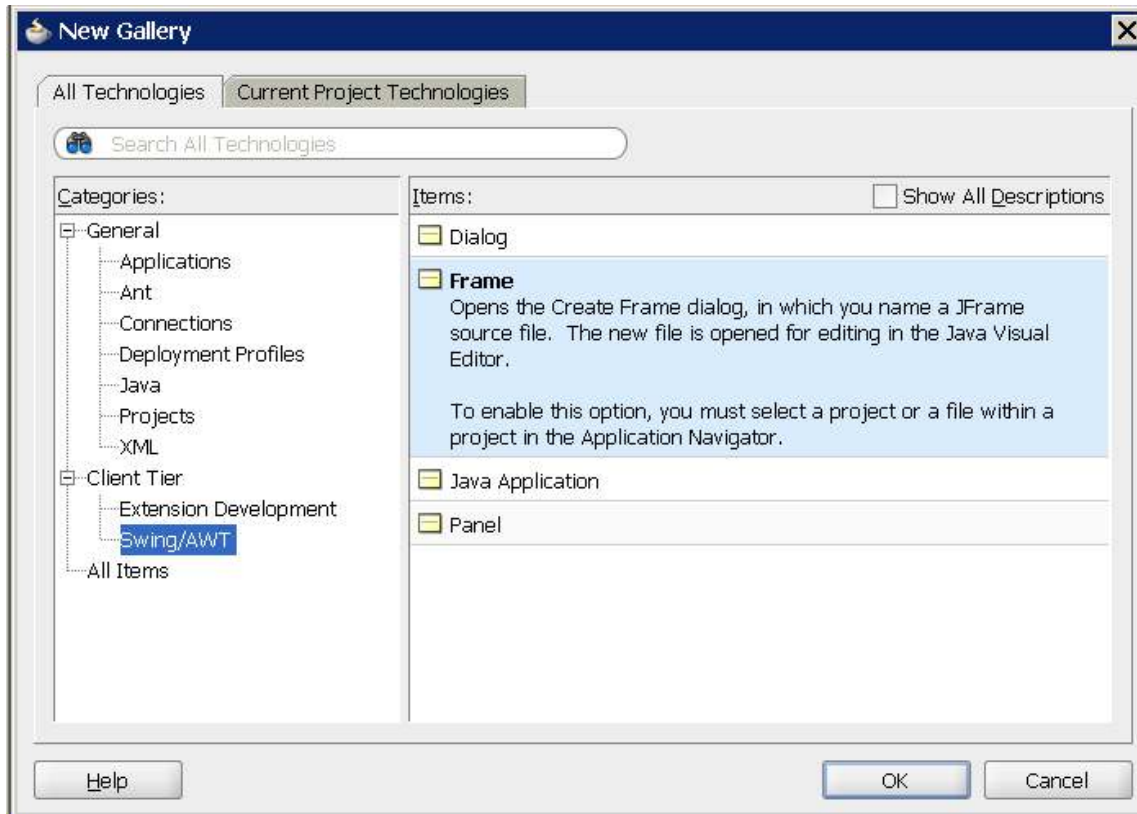 New Gallery
All Technologies
Current Project Technologies
Search All Technologies
Categories:
General
Applications
Ant
Connections
Deployment Profiles
Java
Projects
XML
Client Tier
Extension Development
Swing/AWT
All Items
Items:
Show All Descriptions
Dialog
Frame
Opens the Create Frame dialog, in which you name a JFrame
source file. The new file is opened for editing in the Java Visual
Editor.
To enable this option, you must select a project or a file within a
project in the Application Navigator.
Java Application
Panel
Help
OK
Cancel